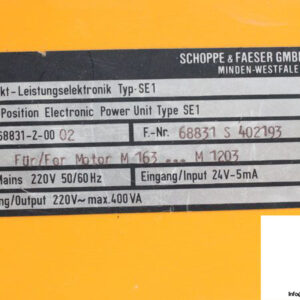 SCHOPPE & FAESER GMBH
MINDEN-WESTFALE
kt-Leistungselektronik Typ-SE1
Position Electronic Power Unit Type SE1
68831-2-00 02 F.-Nr. 68831 S 402193
Für/For Motor M 163 ... M 1203
Mains 220V 50/60Hz Eingang/Input 24V-5mA
ng/Output 220V~max.400VA